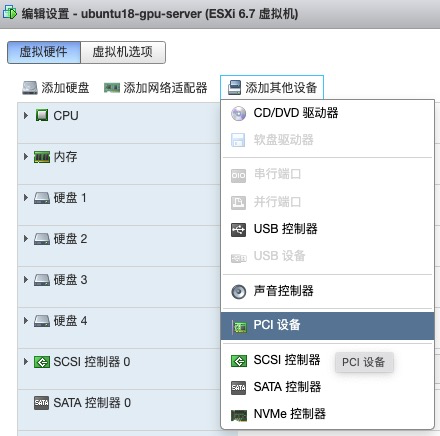 编辑设置 - ubuntu18-gpu-server (ESXi 6.7 虚拟机)
虚拟硬件 虚拟机选项
添加硬盘 添加网络适配器 添加其他设备
CPU
内存
硬盘 1
硬盘 2
硬盘 3
硬盘 4
SCSI 控制器 0
SATA 控制器 0
CD/DVD 驱动器
软盘驱动器
串行端口
并行端口
USB 控制器
USB 设备
声音控制器
PCI 设备
SCSI 控制器
PCI 设备
SATA 控制器
NVMe 控制器